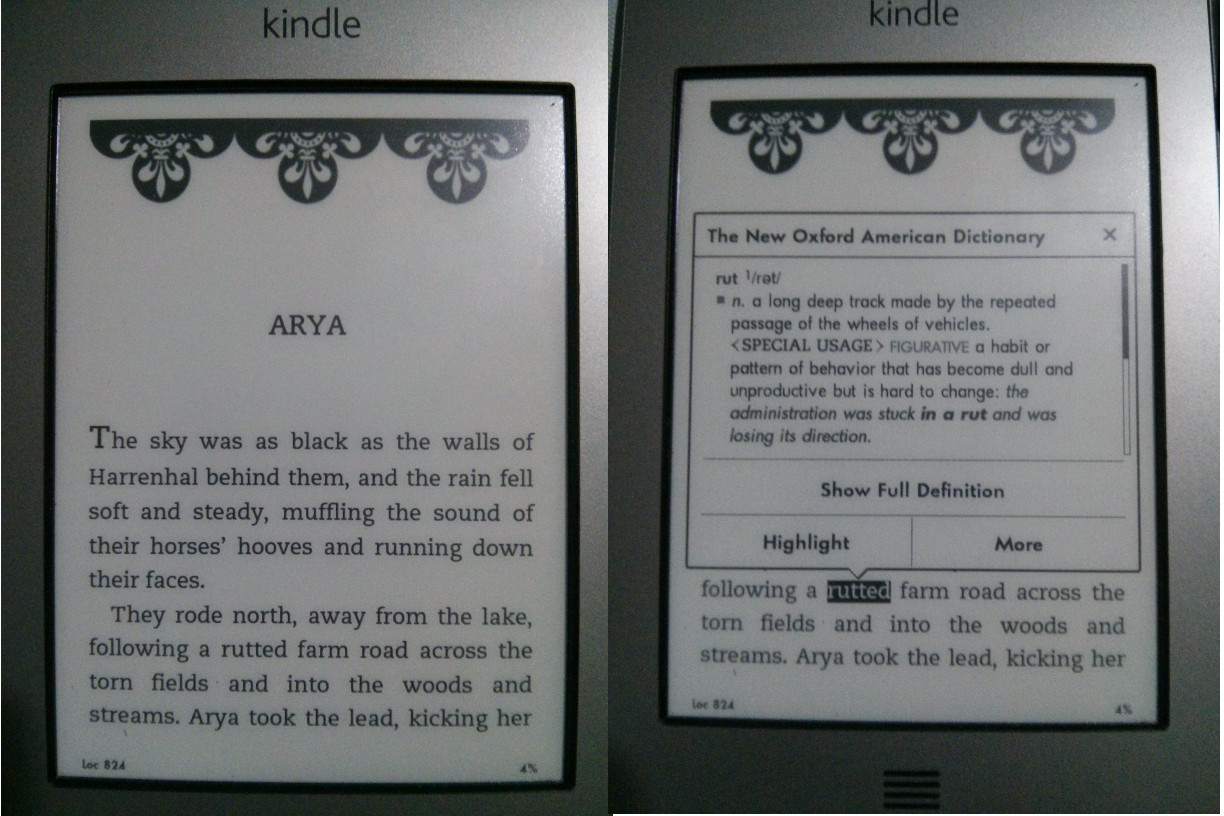 kindle
ARYA
The sky was as black as the walls of
Harrenhal behind them, and the rain fell
soft and steady, muffling the sound of
their horses' hooves and running down
their faces.
They rode north, away from the lake,
following a rutted farm road across the
torn fields and into the woods and
streams. Arya took the lead, kicking her
Loc 824 4%
kindle
The New Oxford American Dictionary ×
rut ¹/rət/
▪ n. a long deep track made by the repeated
passage of the wheels of vehicles.
<SPECIAL USAGE> FIGURATIVE a habit or
pattern of behavior that has become dull and
unproductive but is hard to change: the
administration was stuck in a rut and was
losing its direction.
Show Full Definition
Highlight More
following a rutted farm road across the
torn fields and into the woods and
streams. Arya took the lead, kicking her
Loc 824 4%